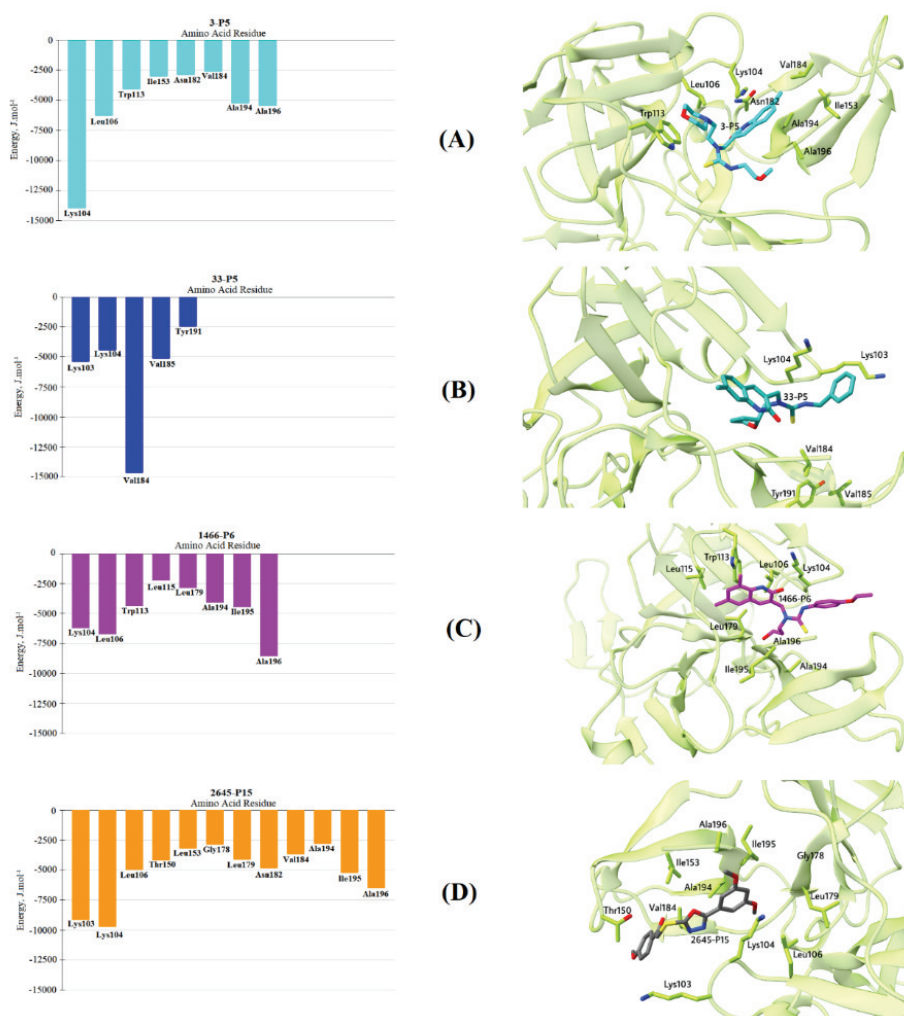 3-P5
Amino Acid Residue
0
-2500
-5000
-7500
-10000
-12500
-15000
Energy, J.mol-1
Lys104
Leu106
Trp113
Ile153
Asn182
Val184
Ala194
Ala196
(A)
Val184
Lys104
Leu106
Asn182
Ile153
Trp113
3-P5
Ala194
Ala196
33-P5
Amino Acid Residue
0
-2500
-5000
-7500
-10000
-12500
-15000
Energy, J.mol-1
Lys103
Lys104
Val184
Val185
Tyr191
(B)
Lys104
Lys103
33-P5
Val184
Tyr191
Val185
1466-P6
Amino Acid Residue
0
-2500
-5000
-7500
-10000
-12500
-15000
Energy, J.mol-1
Lys104
Leu106
Trp113
Leu115
Leu179
Ala194
Ile195
Ala196
(C)
Trp113
Leu115
Leu106
Lys104
1466-P6
Leu179
Ala196
Ile195
Ala194
2645-P15
Amino Acid Residue
0
-2500
-5000
-7500
-10000
-12500
-15000
Energy, J.mol-1
Lys103
Lys104
Leu106
Thr150
Leu153
Gly178
Leu179
Asn182
Val184
Ala194
Ile195
Ala196
(D)
Ala196
Ile195
Gly178
Ile153
Ala194
Leu179
Thr150
Val184
2645-P15
Lys104
Leu106
Lys103